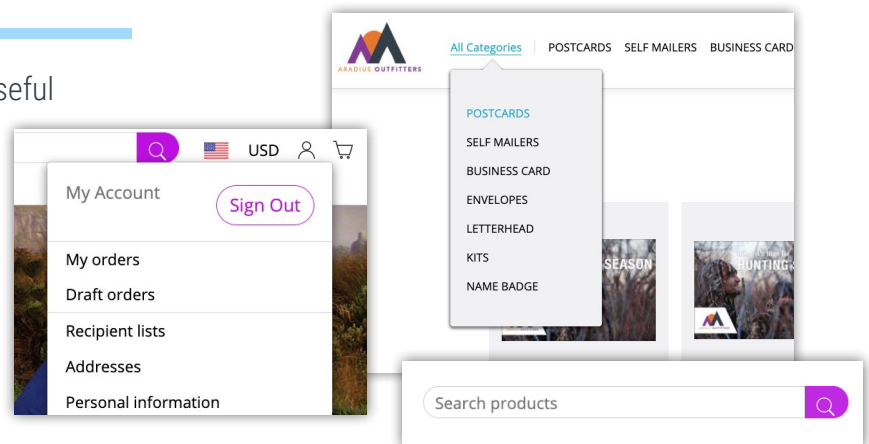 seful
ARADIUS OUTFITTERS
All Categories POSTCARDS SELF MAILERS BUSINESS CARD
POSTCARDS
SELF MAILERS
BUSINESS CARD
ENVELOPES
LETTERHEAD
KITS
NAME BADGE
SEASON
HUNTING
USD
My Account
Sign Out
My orders
Draft orders
Recipient lists
Addresses
Personal information
Search products